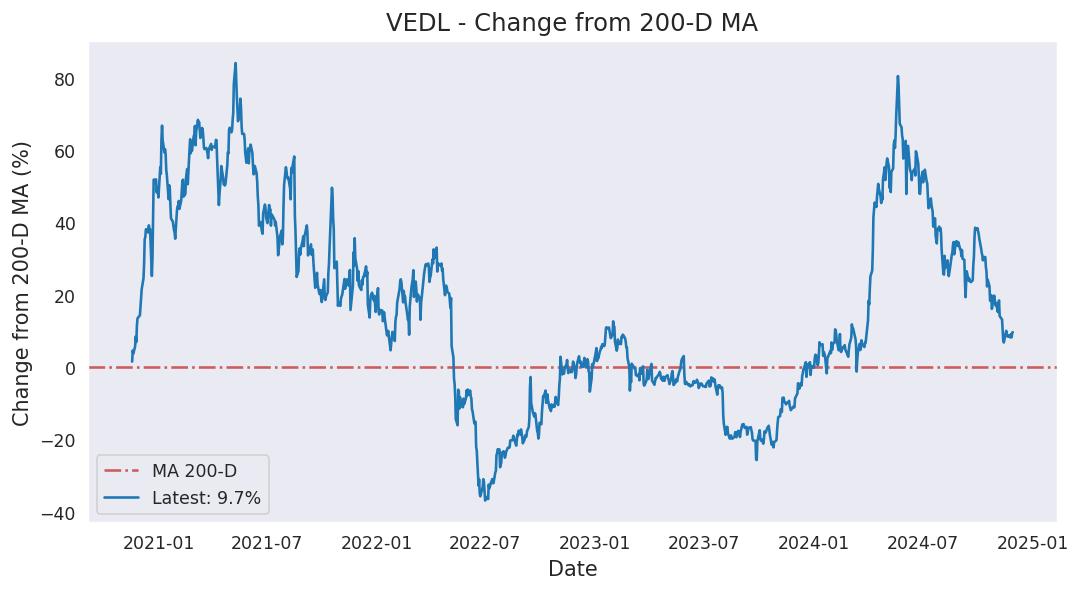 VEDL - Change from 200-D MA
Change from 200-D MA (%)
80
60
40
20
0
−20
−40
MA 200-D
Latest: 9.7%
2021-01 2021-07 2022-01 2022-07 2023-01 2023-07 2024-01 2024-07 2025-01
Date